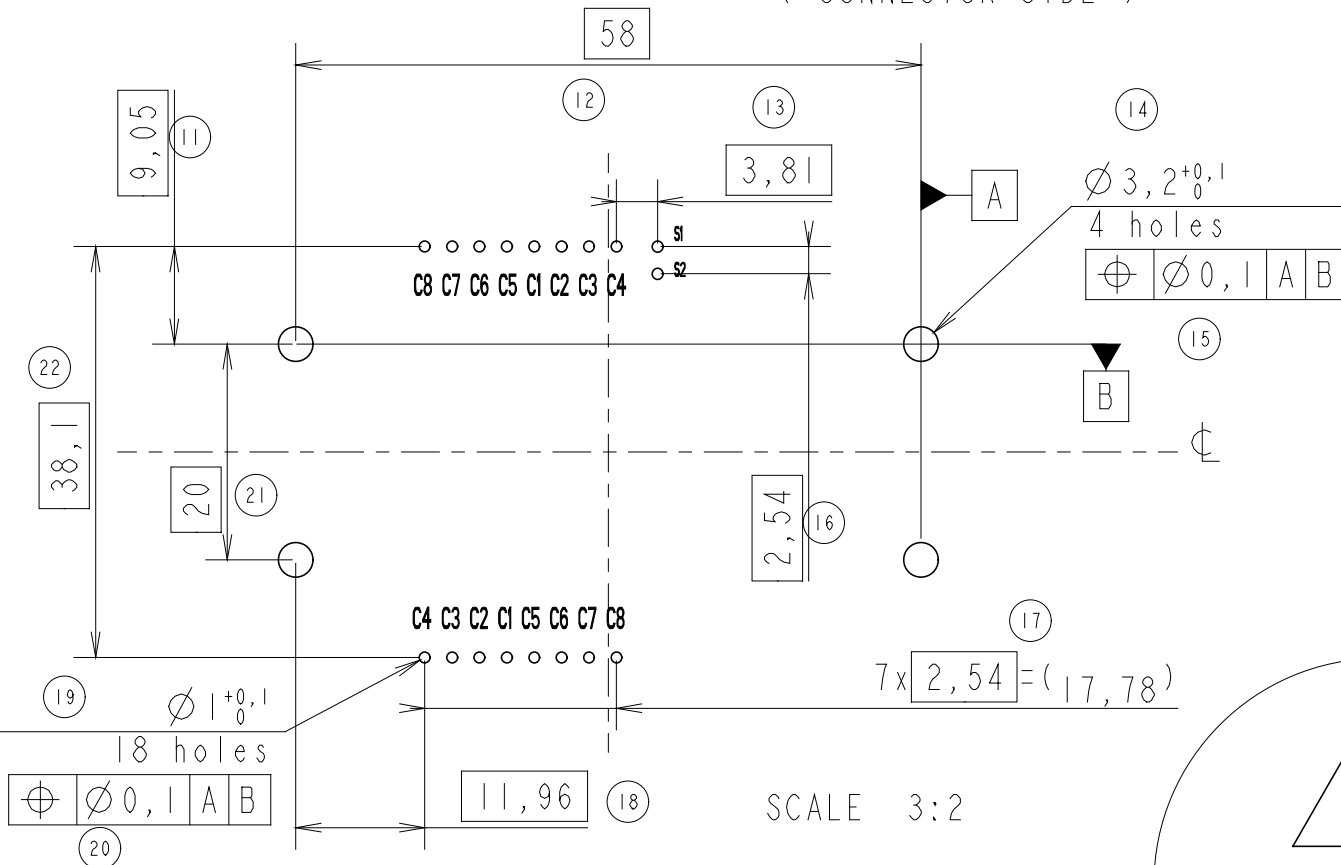 ( CONNECTOR SIDE )
58
12
13
14
9,05
11
3,81
A
Ø 3,2 +0,1 0
4 holes
⌖ Ø 0,1 A B
S1
S2
C8 C7 C6 C5 C1 C2 C3 C4
15
22
B
38,1
20
21
2,54
16
C4 C3 C2 C1 C5 C6 C7 C8
17
7x 2,54 =( 17,78)
19
Ø 1 +0,1 0
18 holes
⌖ Ø 0,1 A B
20
11,96
18
SCALE 3:2